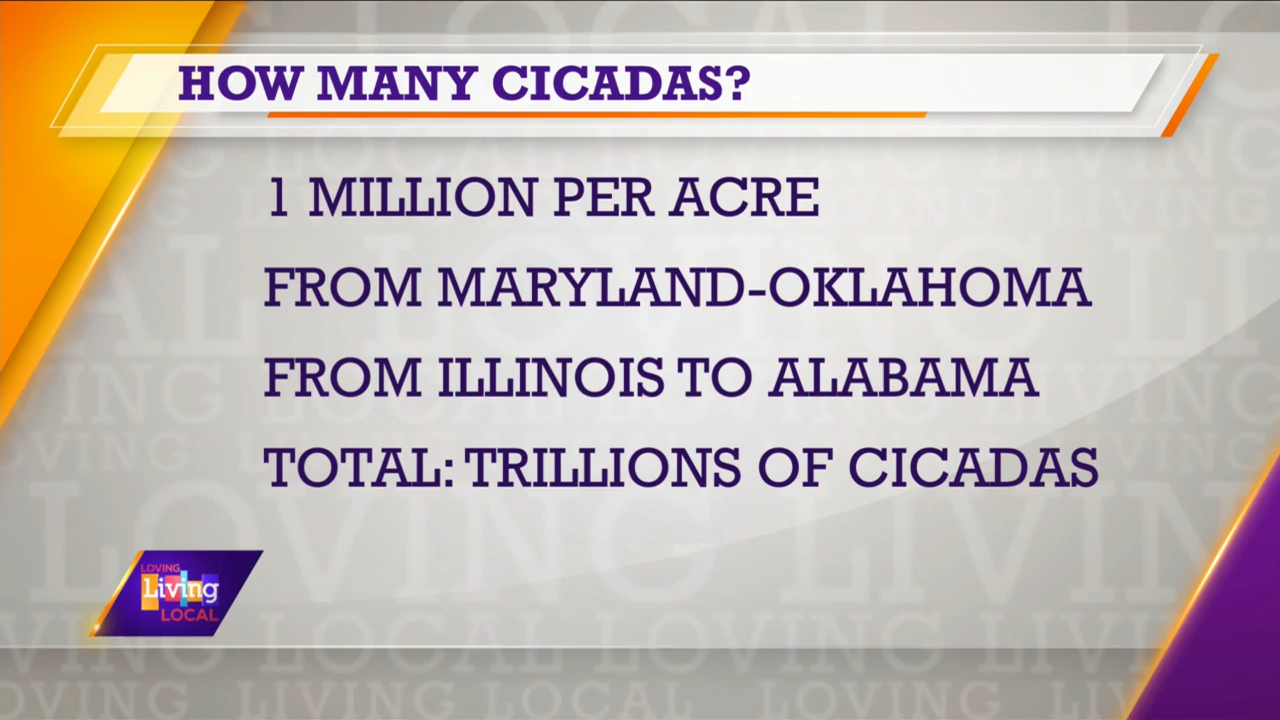 HOW MANY CICADAS?
1 MILLION PER ACRE
FROM MARYLAND-OKLAHOMA
FROM ILLINOIS TO ALABAMA
TOTAL: TRILLIONS OF CICADAS
LOVING
Living
LOCAL